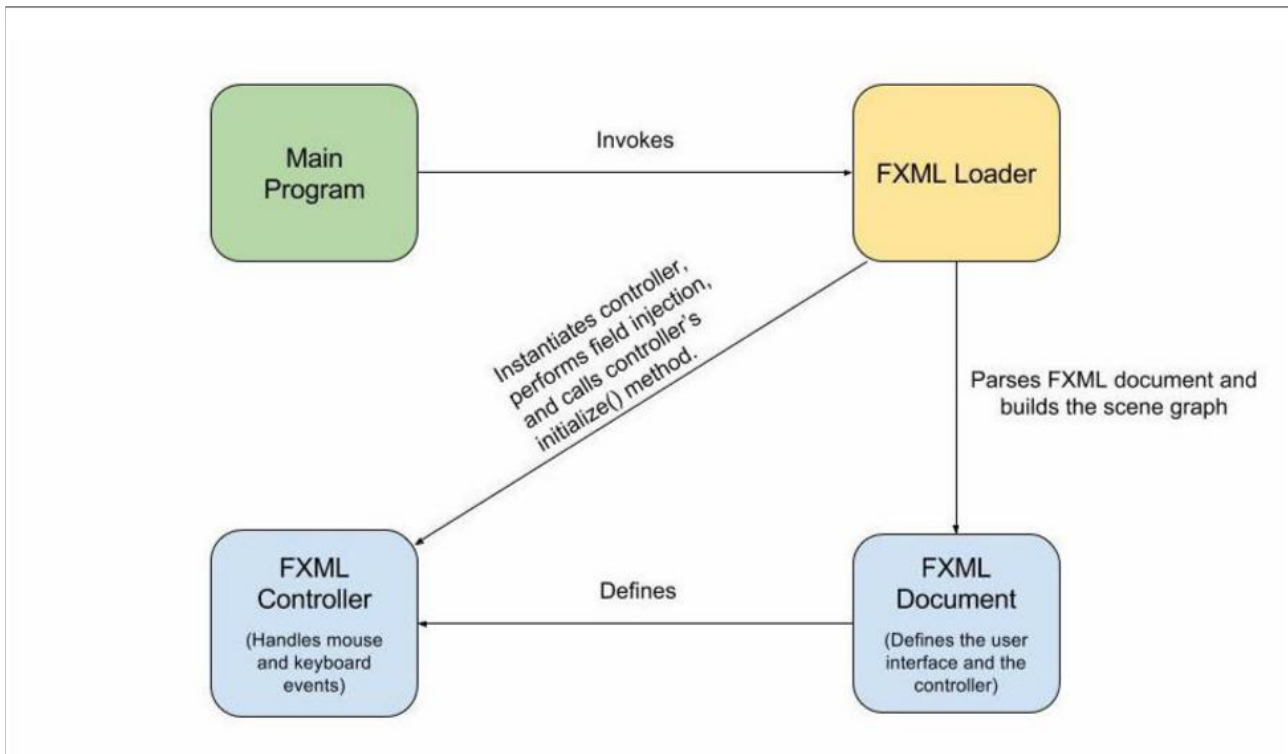 Main
Program
Invokes
FXML Loader
Instantiates controller,
performs field injection,
and calls controller's
initialize() method.
Parses FXML document and
builds the scene graph
FXML
Controller
(Handles mouse
and keyboard
events)
Defines
FXML
Document
(Defines the user
interface and the
controller)